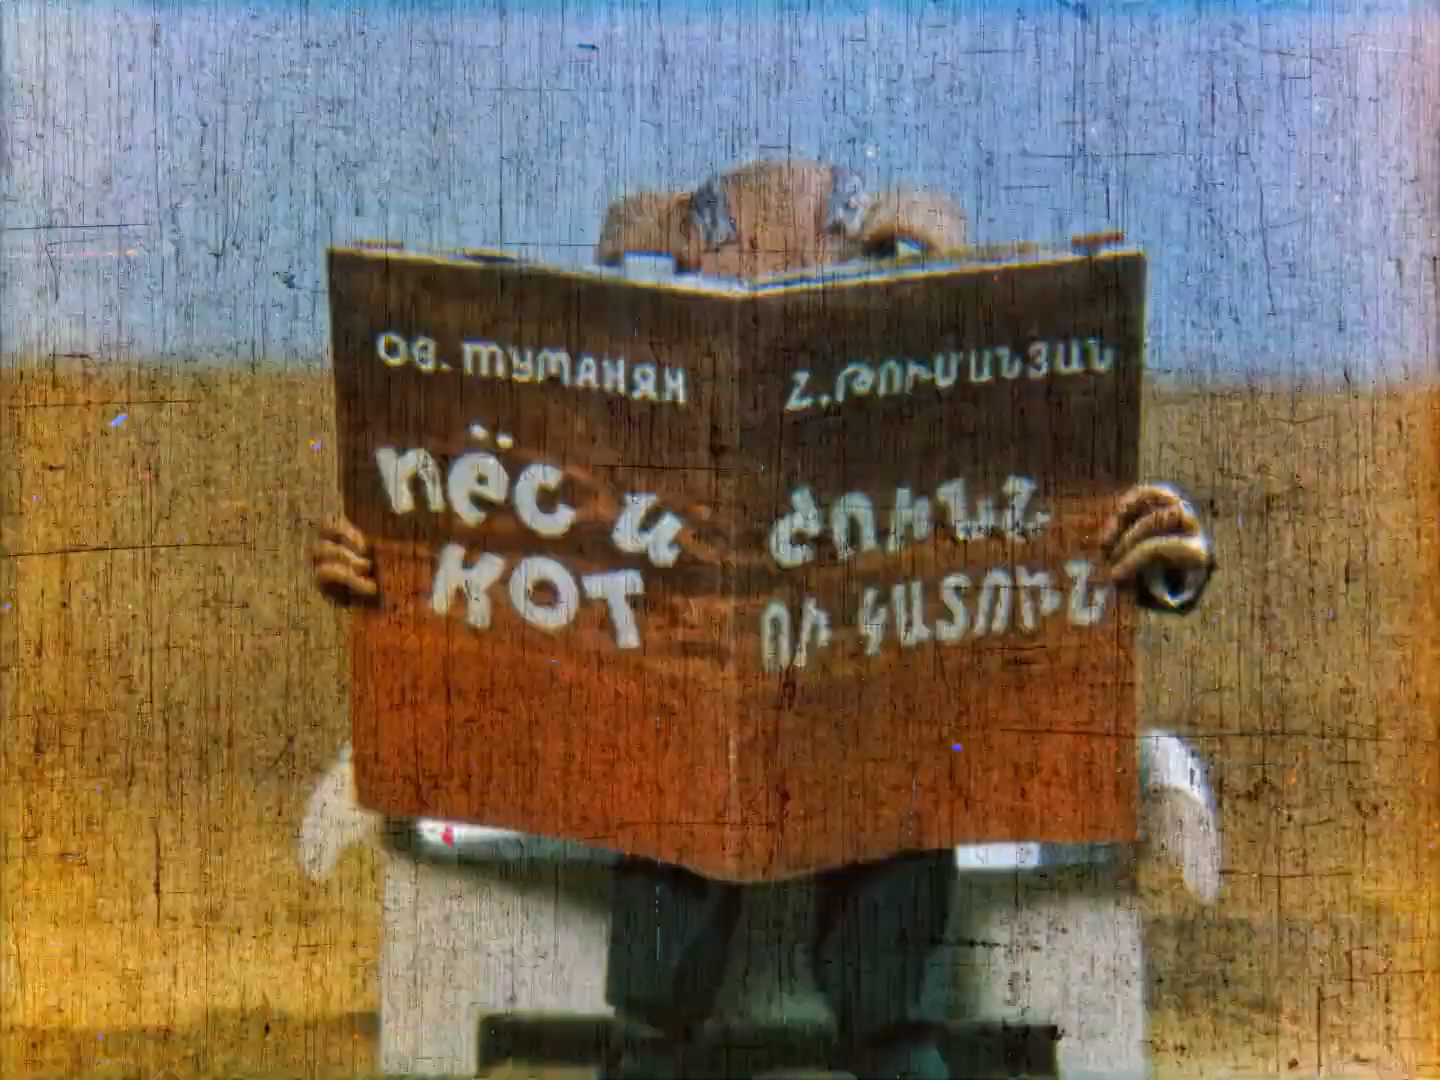 ОВ. ТУМАНЯН
пёс и
кот
Հ. ԹՈՒՄԱՆՅԱՆ
ՇՈՒՆՆ
ՈՒ ԿԱՏՈՒՆ